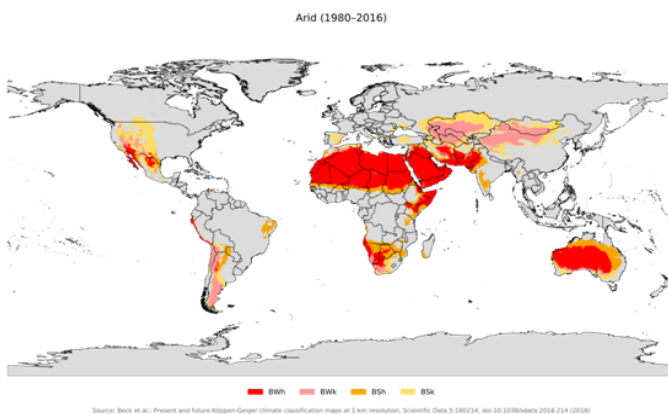 Arid (1980–2016)
BWh BWk BSh BSk
Source: Beck et al.: Present and future Köppen-Geiger climate classification maps at 1-km resolution, Scientific Data 5:180214, doi:10.1038/sdata.2018.214 (2018)